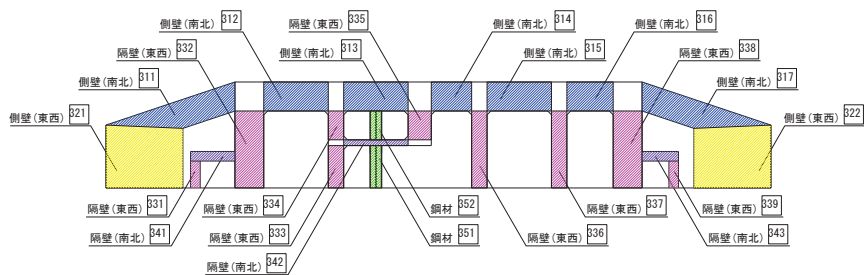 側壁(南北) 312
隔壁(東西) 335
側壁(南北) 314
側壁(南北) 316
隔壁(東西) 332
側壁(南北) 313
側壁(南北) 315
隔壁(東西) 338
側壁(南北) 311
側壁(南北) 317
側壁(東西) 321
側壁(東西) 322
隔壁(東西) 331
隔壁(東西) 334
鋼材 352
隔壁(東西) 337
隔壁(東西) 339
隔壁(南北) 341
隔壁(東西) 333
鋼材 351
隔壁(東西) 336
隔壁(南北) 343
隔壁(南北) 342